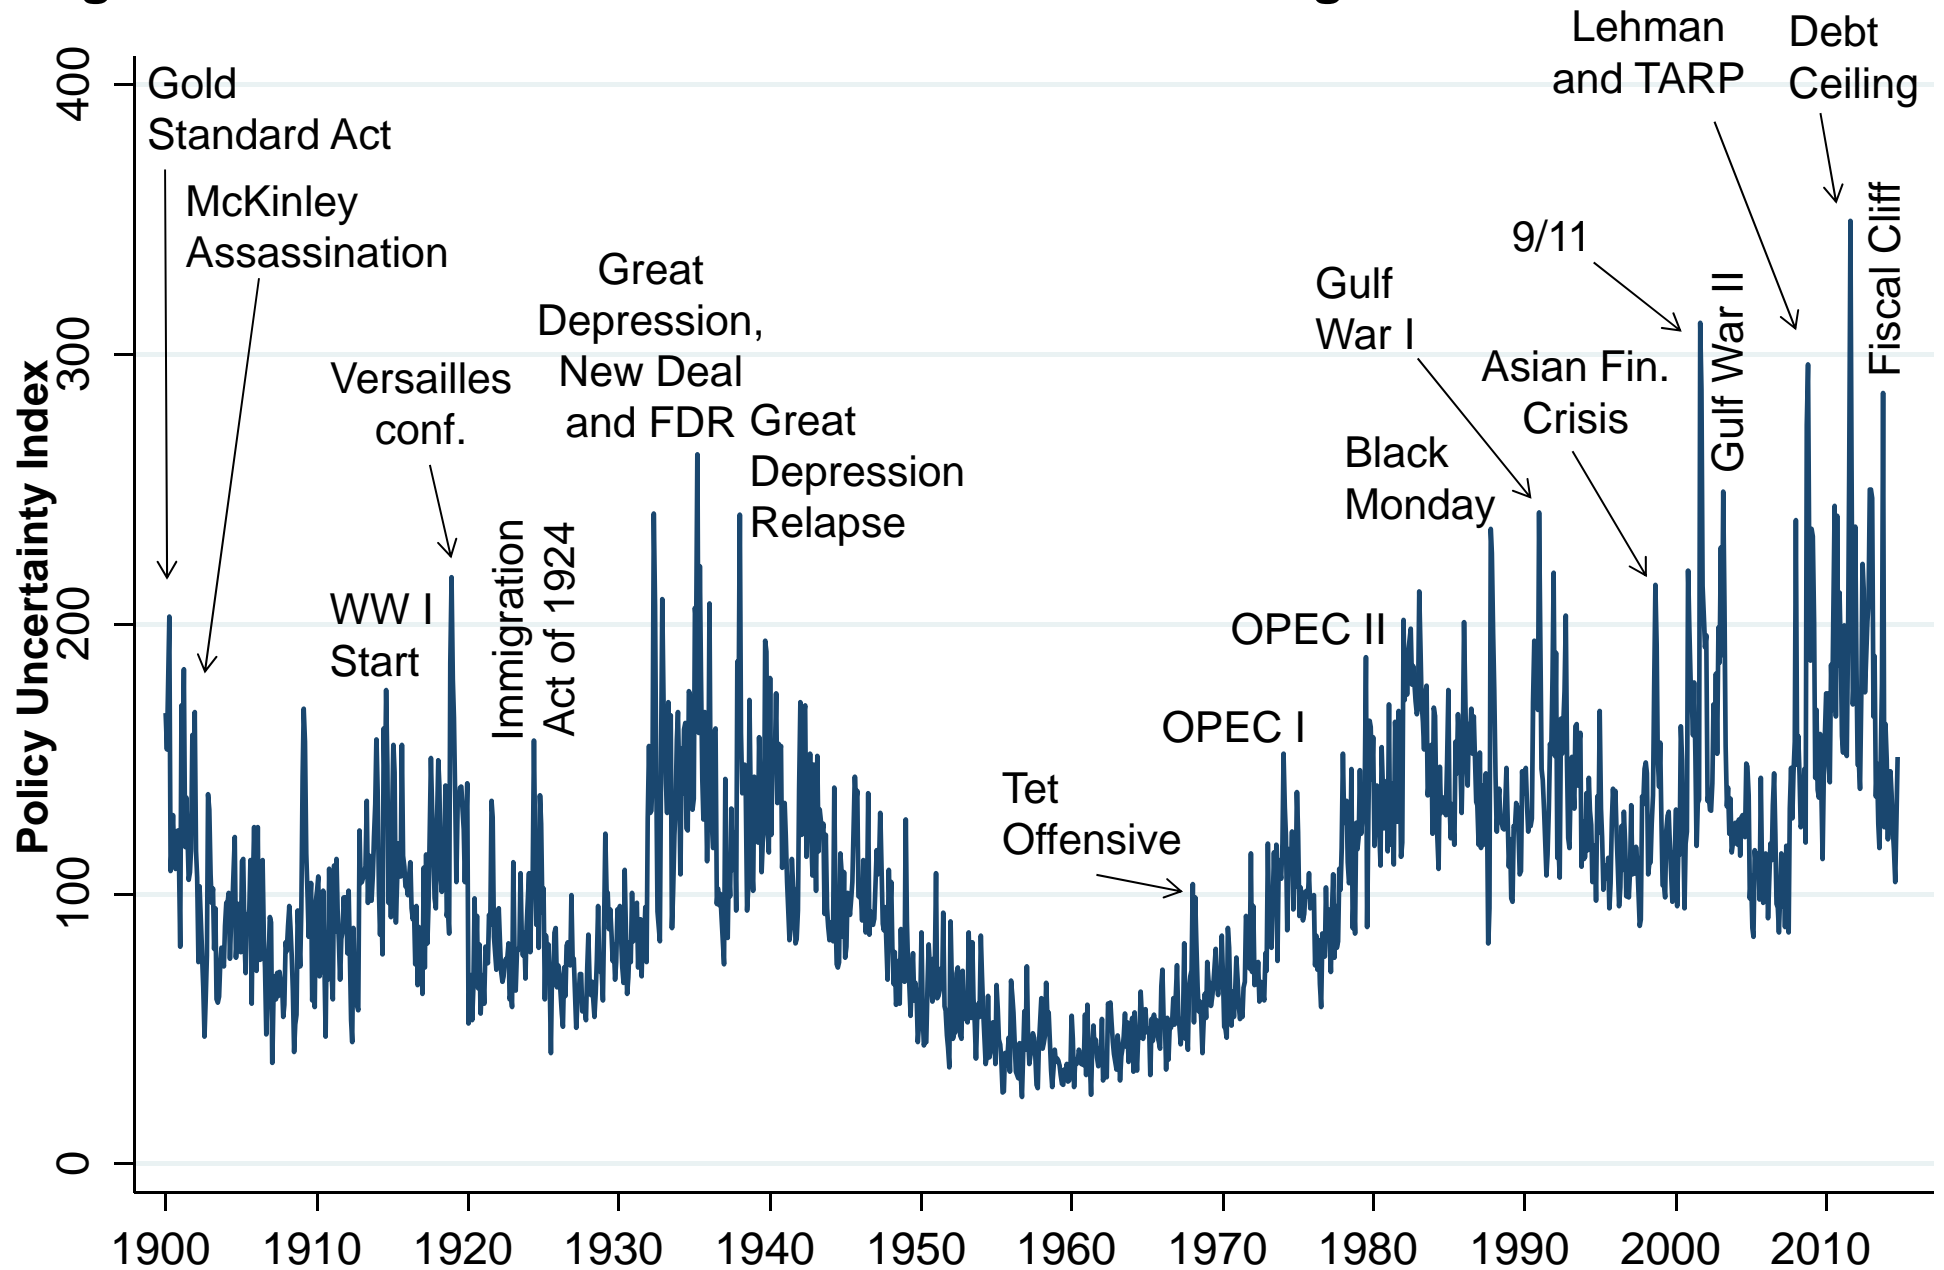 Lehman
and TARP
Debt
Ceiling
Gold
Standard Act
McKinley
Assassination
9/11
Fiscal Cliff
Great
Depression,
New Deal
and FDR
Gulf
War I
Gulf War II
Versailles
conf.
Asian Fin.
Crisis
Great
Depression
Relapse
Black
Monday
Immigration
Act of 1924
WW I
Start
OPEC II
OPEC I
Tet
Offensive
Policy Uncertainty Index
400
300
200
100
0
1900 1910 1920 1930 1940 1950 1960 1970 1980 1990 2000 2010